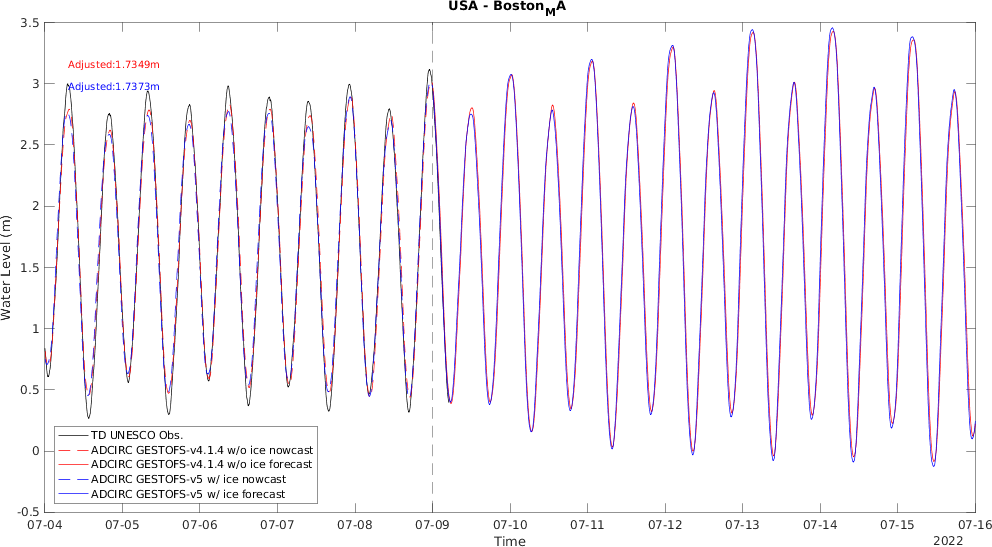 USA - Boston_MA
3.5
Adjusted:1.7349m
3
Adjusted:1.7373m
2.5
2
Water Level (m)
1.5
1
0.5
0
-0.5
TD UNESCO Obs.
ADCIRC GESTOFS-v4.1.4 w/o ice nowcast
ADCIRC GESTOFS-v4.1.4 w/o ice forecast
ADCIRC GESTOFS-v5 w/ ice nowcast
ADCIRC GESTOFS-v5 w/ ice forecast
07-04 07-05 07-06 07-07 07-08 07-09 07-10 07-11 07-12 07-13 07-14 07-15 07-16
Time
2022